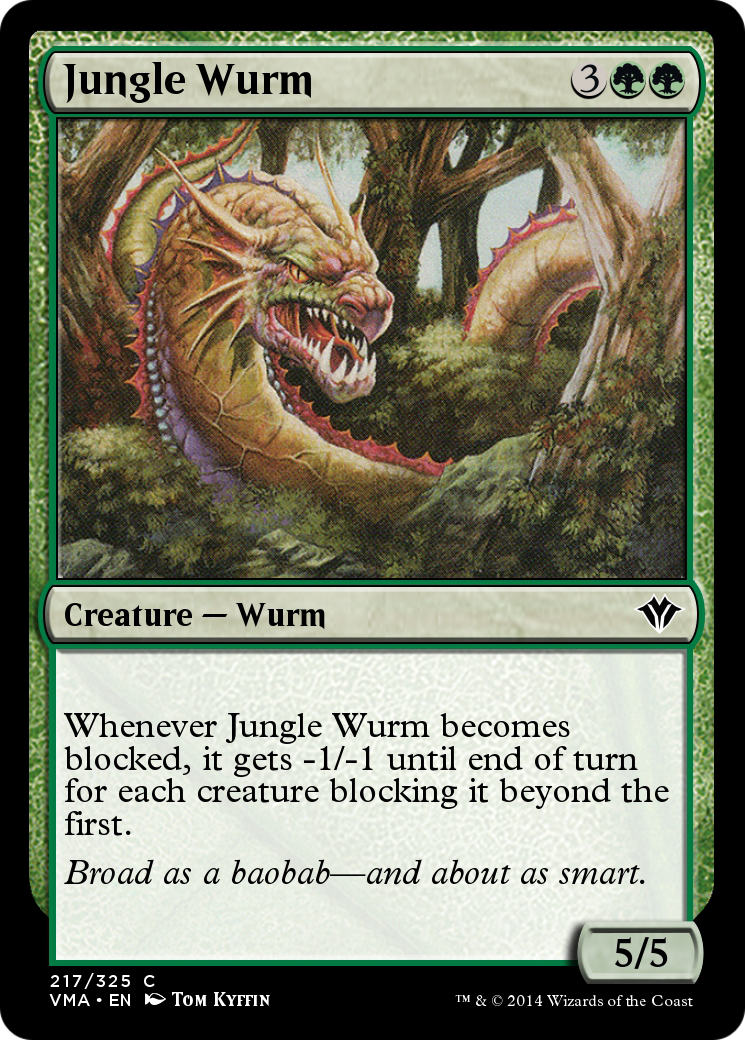 Jungle Wurm 3
Creature — Wurm
Whenever Jungle Wurm becomes
blocked, it gets -1/-1 until end of turn
for each creature blocking it beyond the
first.
Broad as a baobab—and about as smart.
5/5
217/325 C
VMA • EN Tom Kyffin
™ & © 2014 Wizards of the Coast